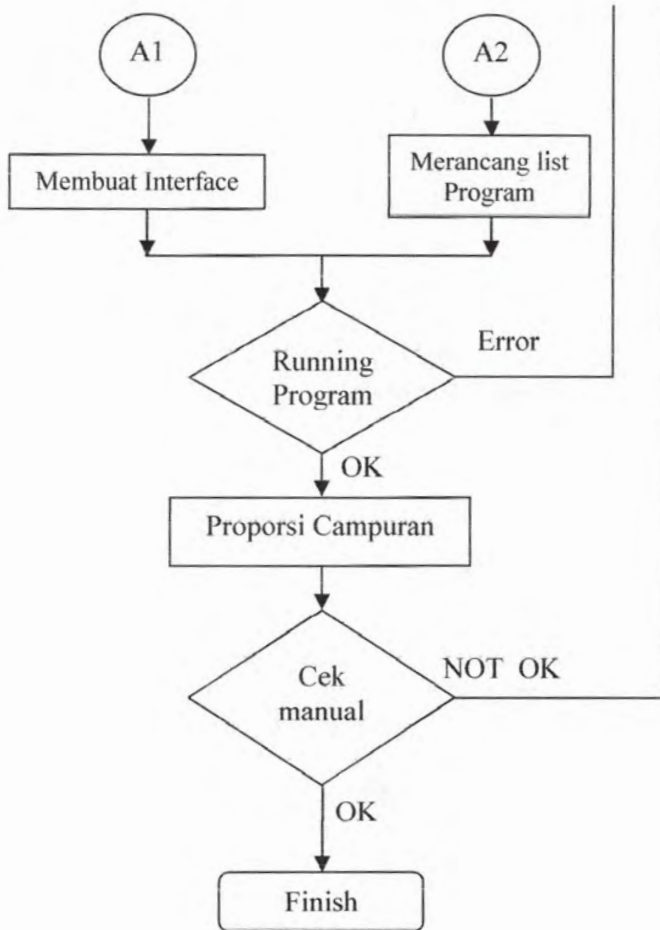 A1
A2
Membuat Interface
Merancang list
Program
Running
Program
Error
OK
Proporsi Campuran
Cek
manual
NOT OK
OK
Finish